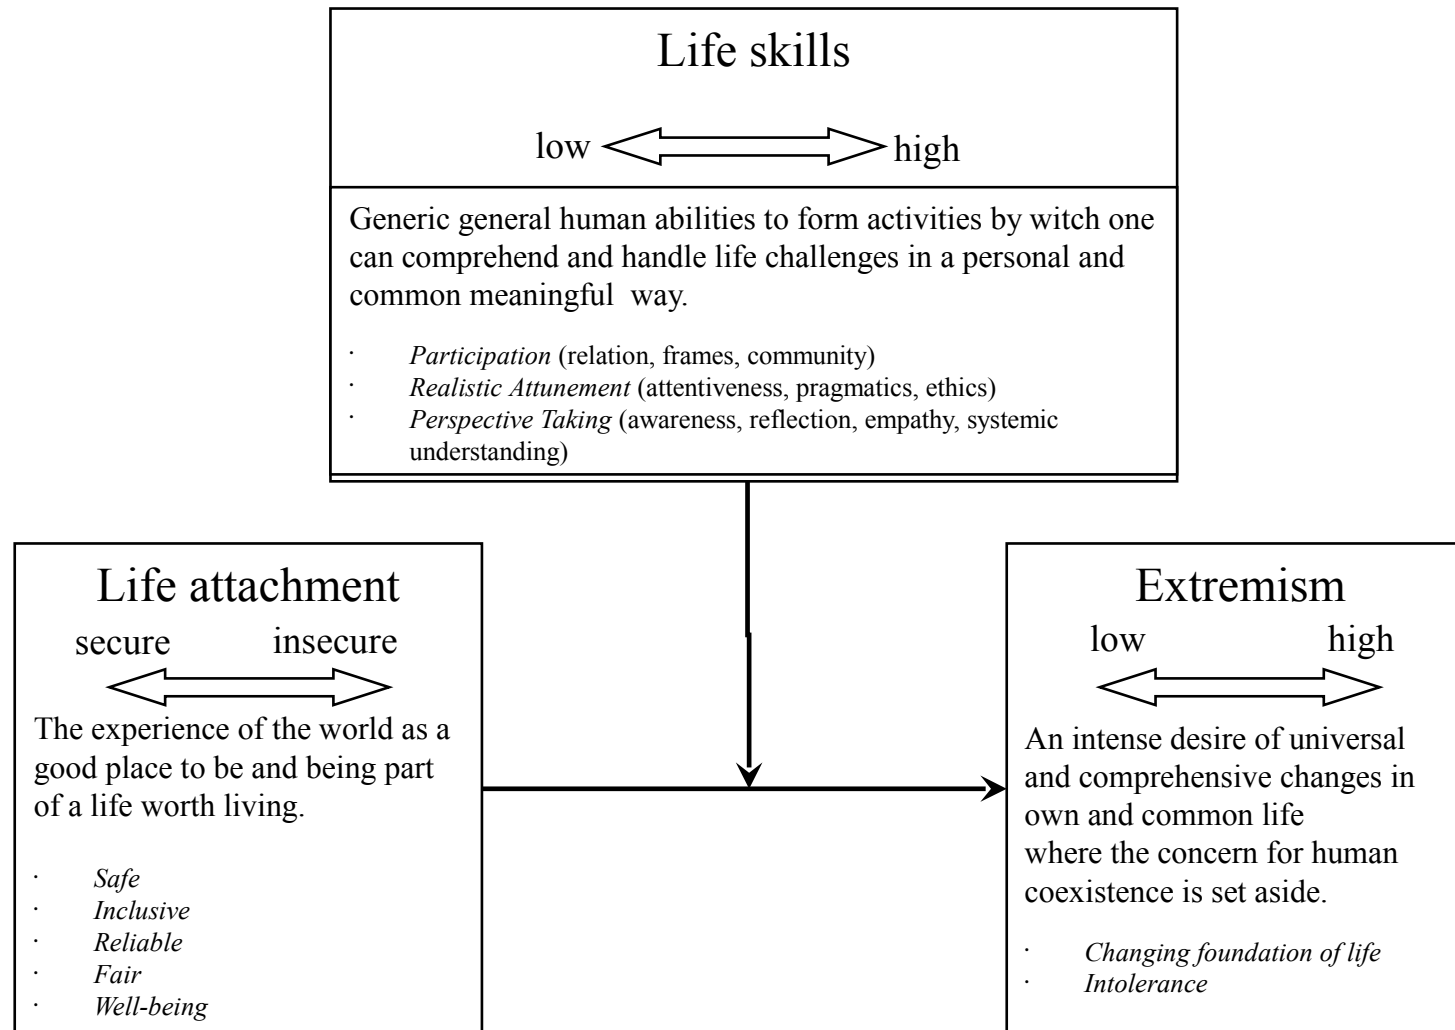 Life skills
low high
Generic general human abilities to form activities by witch one
can comprehend and handle life challenges in a personal and
common meaningful way.
· Participation (relation, frames, community)
· Realistic Attunement (attentiveness, pragmatics, ethics)
· Perspective Taking (awareness, reflection, empathy, systemic
understanding)
Life attachment
secure insecure
The experience of the world as a
good place to be and being part
of a life worth living.
· Safe
· Inclusive
· Reliable
· Fair
· Well-being
Extremism
low high
An intense desire of universal
and comprehensive changes in
own and common life
where the concern for human
coexistence is set aside.
· Changing foundation of life
· Intolerance